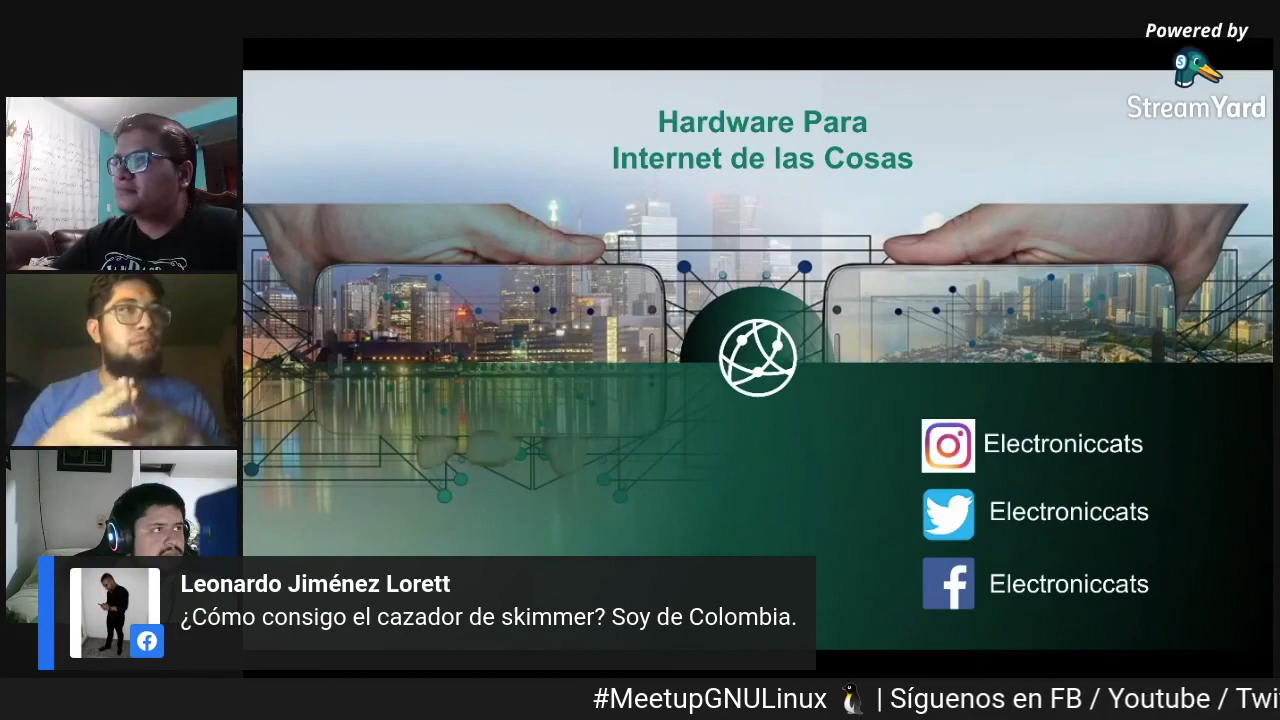 Powered by
StreamYard
Hardware Para
Internet de las Cosas
Electroniccats
Electroniccats
Electroniccats
Leonardo Jiménez Lorett
¿Cómo consigo el cazador de skimmer? Soy de Colombia.
#MeetupGNULinux 🐧 | Síguenos en FB / Youtube / Twi